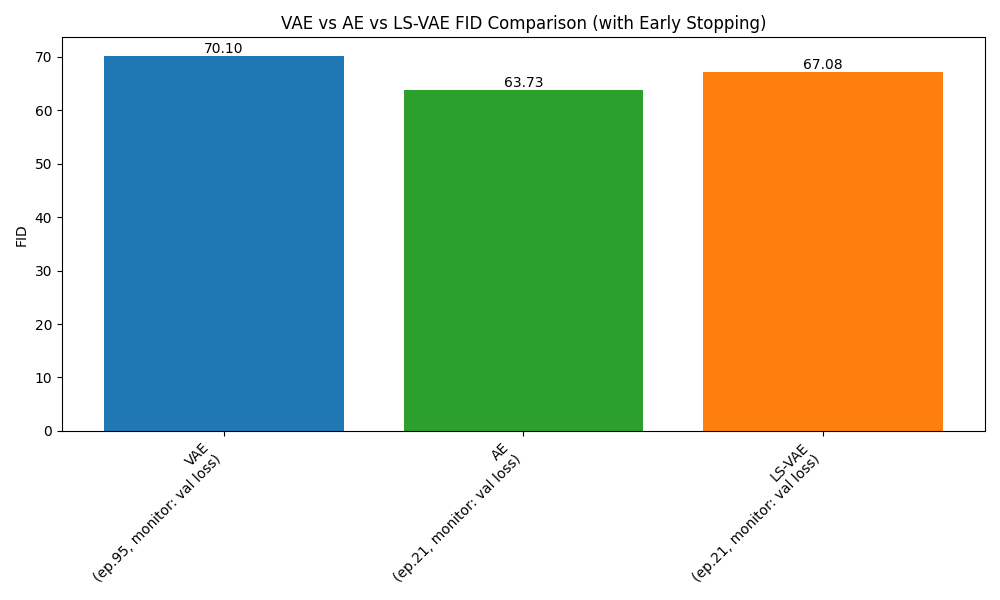 VAE vs AE vs LS-VAE FID Comparison (with Early Stopping)
FID
70
60
50
40
30
20
10
0
70.10
63.73
67.08
VAE
(ep.95, monitor: val loss)
AE
(ep.21, monitor: val loss)
LS-VAE
(ep.21, monitor: val loss)